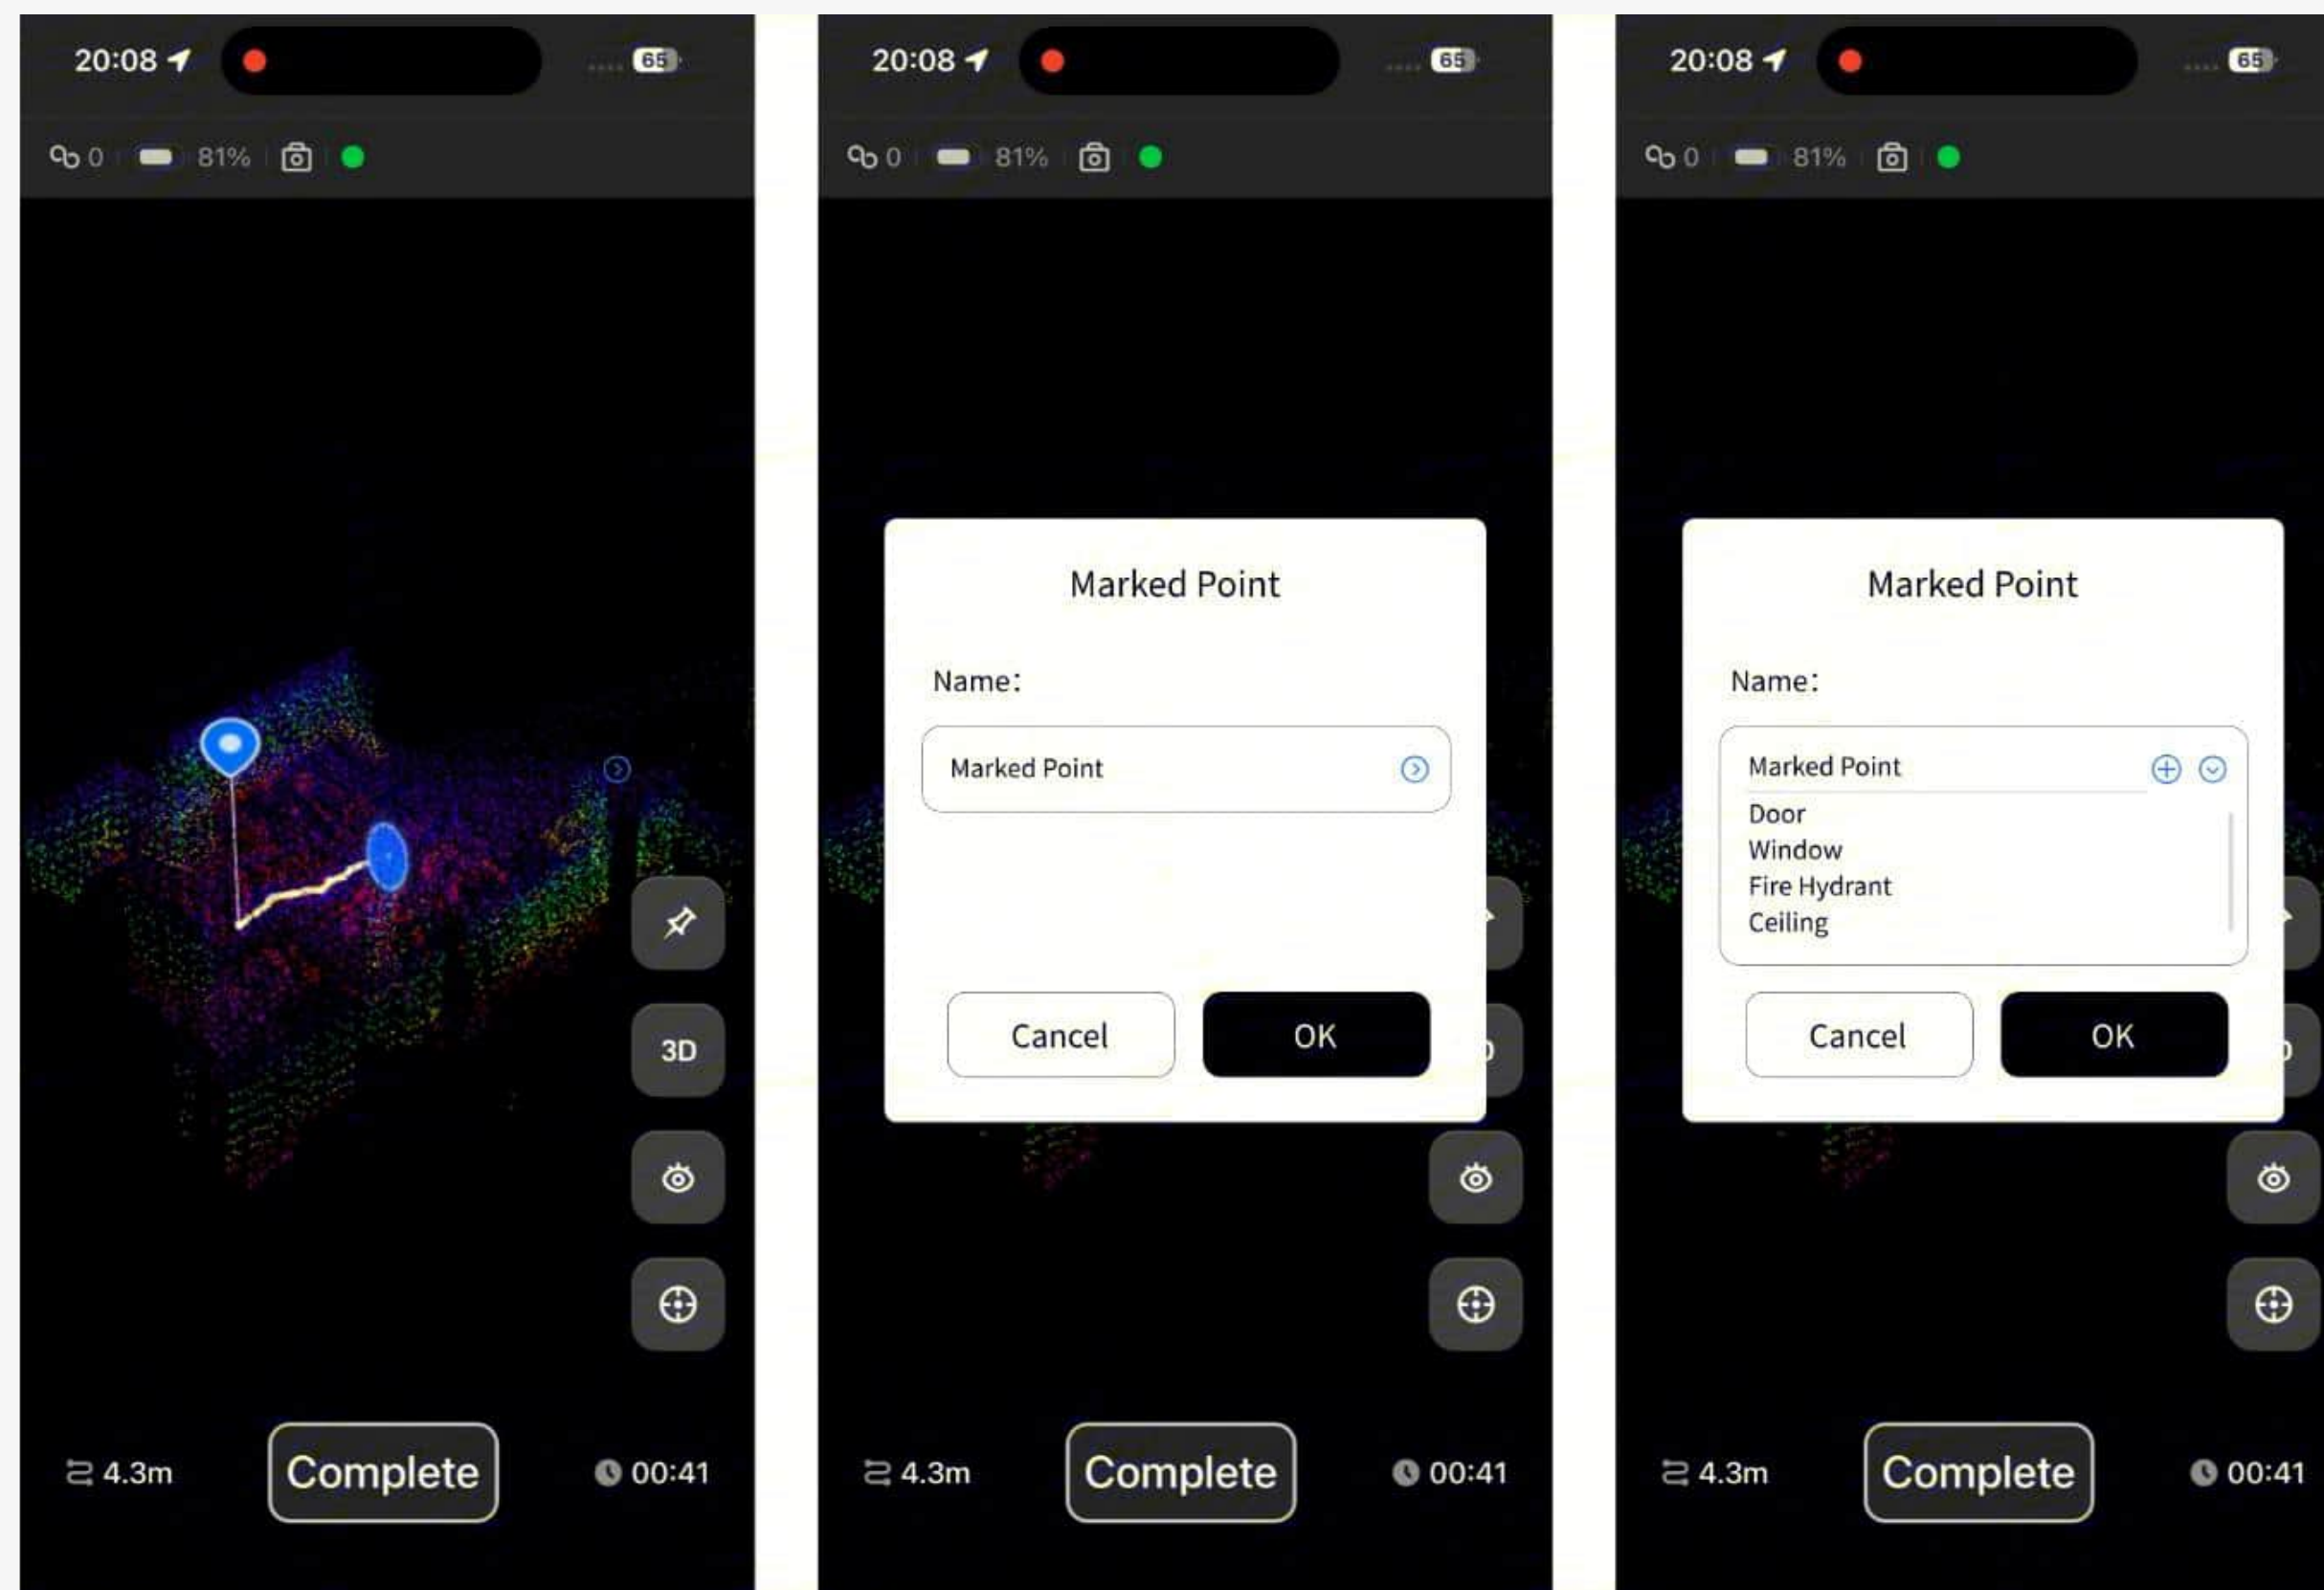 20:08
65
0
81%
3D
4.3m
Complete
00:41
20:08
65
0
81%
Marked Point
Name:
Marked Point
Cancel
OK
4.3m
Complete
00:41
20:08
65
0
81%
Marked Point
Name:
Marked Point
Door
Window
Fire Hydrant
Ceiling
Cancel
OK
4.3m
Complete
00:41